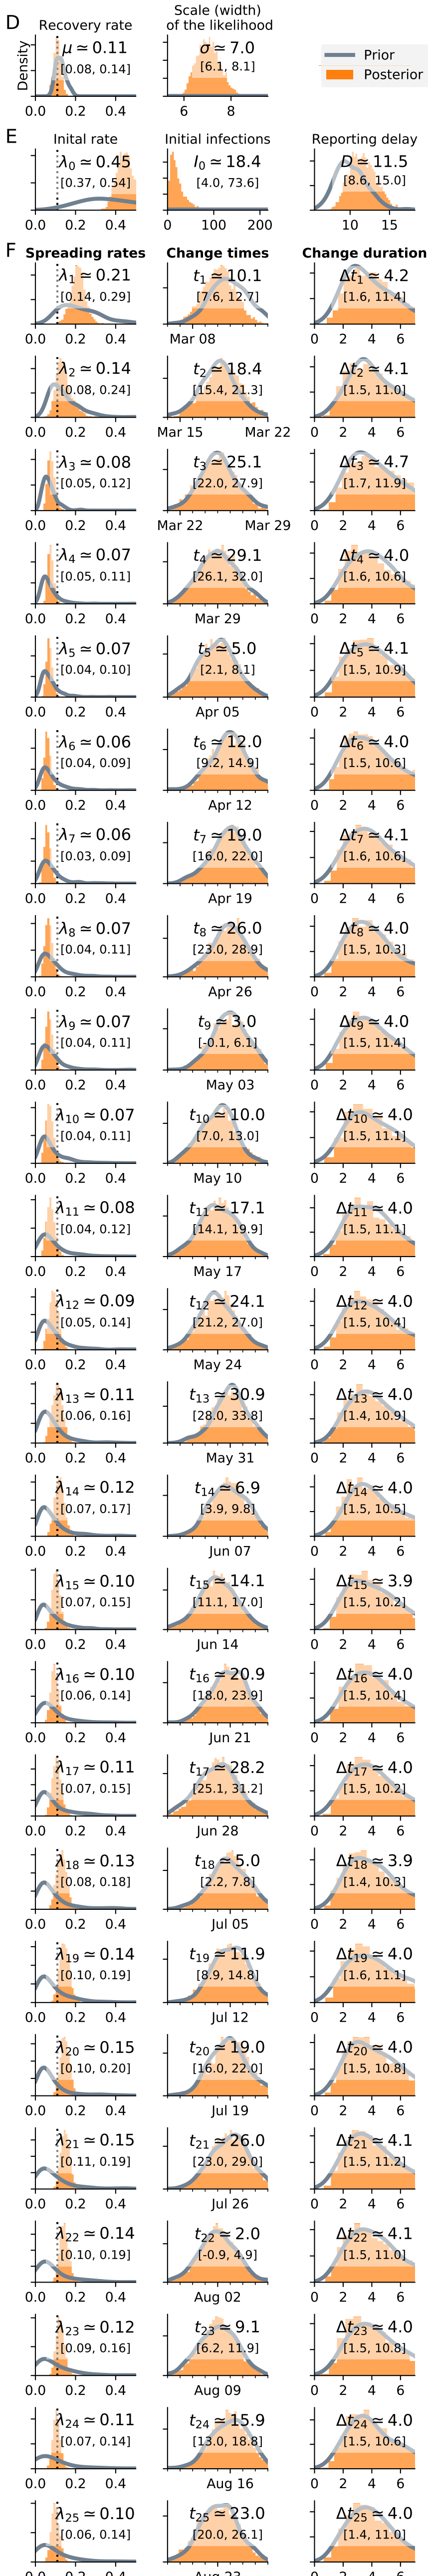 D
Recovery rate
Scale (width)
of the likelihood
Density
μ ≃ 0.11
[0.08, 0.14]
σ ≃ 7.0
[6.1, 8.1]
Prior
Posterior
0.0 0.2 0.4
6 8
E
Inital rate
Initial infections
Reporting delay
λ0 ≃ 0.45
[0.37, 0.54]
I0 ≃ 18.4
[4.0, 73.6]
D ≃ 11.5
[8.6, 15.0]
0.0 0.2 0.4
0 100 200
10 15
F
Spreading rates
Change times
Change duration
λ1 ≃ 0.21
[0.14, 0.29]
t1 ≃ 10.1
[7.6, 12.7]
Δt1 ≃ 4.2
[1.6, 11.4]
0.0 0.2 0.4
Mar 08
0 2 4 6
λ2 ≃ 0.14
[0.08, 0.24]
t2 ≃ 18.4
[15.4, 21.3]
Δt2 ≃ 4.1
[1.5, 11.0]
0.0 0.2 0.4
Mar 15 Mar 22
0 2 4 6
λ3 ≃ 0.08
[0.05, 0.12]
t3 ≃ 25.1
[22.0, 27.9]
Δt3 ≃ 4.7
[1.7, 11.9]
0.0 0.2 0.4
Mar 22 Mar 29
0 2 4 6
λ4 ≃ 0.07
[0.05, 0.11]
t4 ≃ 29.1
[26.1, 32.0]
Δt4 ≃ 4.0
[1.6, 10.6]
0.0 0.2 0.4
Mar 29
0 2 4 6
λ5 ≃ 0.07
[0.04, 0.10]
t5 ≃ 5.0
[2.1, 8.1]
Δt5 ≃ 4.1
[1.5, 10.9]
0.0 0.2 0.4
Apr 05
0 2 4 6
λ6 ≃ 0.06
[0.04, 0.09]
t6 ≃ 12.0
[9.2, 14.9]
Δt6 ≃ 4.0
[1.5, 10.6]
0.0 0.2 0.4
Apr 12
0 2 4 6
λ7 ≃ 0.06
[0.03, 0.09]
t7 ≃ 19.0
[16.0, 22.0]
Δt7 ≃ 4.1
[1.6, 10.6]
0.0 0.2 0.4
Apr 19
0 2 4 6
λ8 ≃ 0.07
[0.04, 0.11]
t8 ≃ 26.0
[23.0, 28.9]
Δt8 ≃ 4.0
[1.5, 10.3]
0.0 0.2 0.4
Apr 26
0 2 4 6
λ9 ≃ 0.07
[0.04, 0.11]
t9 ≃ 3.0
[-0.1, 6.1]
Δt9 ≃ 4.0
[1.5, 11.4]
0.0 0.2 0.4
May 03
0 2 4 6
λ10 ≃ 0.07
[0.04, 0.11]
t10 ≃ 10.0
[7.0, 13.0]
Δt10 ≃ 4.0
[1.5, 11.1]
0.0 0.2 0.4
May 10
0 2 4 6
λ11 ≃ 0.08
[0.04, 0.12]
t11 ≃ 17.1
[14.1, 19.9]
Δt11 ≃ 4.0
[1.5, 11.1]
0.0 0.2 0.4
May 17
0 2 4 6
λ12 ≃ 0.09
[0.05, 0.14]
t12 ≃ 24.1
[21.2, 27.0]
Δt12 ≃ 4.0
[1.5, 10.4]
0.0 0.2 0.4
May 24
0 2 4 6
λ13 ≃ 0.11
[0.06, 0.16]
t13 ≃ 30.9
[28.0, 33.8]
Δt13 ≃ 4.0
[1.4, 10.9]
0.0 0.2 0.4
May 31
0 2 4 6
λ14 ≃ 0.12
[0.07, 0.17]
t14 ≃ 6.9
[3.9, 9.8]
Δt14 ≃ 4.0
[1.5, 10.5]
0.0 0.2 0.4
Jun 07
0 2 4 6
λ15 ≃ 0.10
[0.07, 0.15]
t15 ≃ 14.1
[11.1, 17.0]
Δt15 ≃ 3.9
[1.5, 10.2]
0.0 0.2 0.4
Jun 14
0 2 4 6
λ16 ≃ 0.10
[0.06, 0.14]
t16 ≃ 20.9
[18.0, 23.9]
Δt16 ≃ 4.0
[1.5, 10.4]
0.0 0.2 0.4
Jun 21
0 2 4 6
λ17 ≃ 0.11
[0.07, 0.15]
t17 ≃ 28.2
[25.1, 31.2]
Δt17 ≃ 4.0
[1.5, 10.2]
0.0 0.2 0.4
Jun 28
0 2 4 6
λ18 ≃ 0.13
[0.08, 0.18]
t18 ≃ 5.0
[2.2, 7.8]
Δt18 ≃ 3.9
[1.4, 10.3]
0.0 0.2 0.4
Jul 05
0 2 4 6
λ19 ≃ 0.14
[0.10, 0.19]
t19 ≃ 11.9
[8.9, 14.8]
Δt19 ≃ 4.0
[1.6, 11.1]
0.0 0.2 0.4
Jul 12
0 2 4 6
λ20 ≃ 0.15
[0.10, 0.20]
t20 ≃ 19.0
[16.0, 22.0]
Δt20 ≃ 4.0
[1.5, 10.8]
0.0 0.2 0.4
Jul 19
0 2 4 6
λ21 ≃ 0.15
[0.11, 0.19]
t21 ≃ 26.0
[23.0, 29.0]
Δt21 ≃ 4.1
[1.5, 11.2]
0.0 0.2 0.4
Jul 26
0 2 4 6
λ22 ≃ 0.14
[0.10, 0.19]
t22 ≃ 2.0
[-0.9, 4.9]
Δt22 ≃ 4.1
[1.5, 11.0]
0.0 0.2 0.4
Aug 02
0 2 4 6
λ23 ≃ 0.12
[0.09, 0.16]
t23 ≃ 9.1
[6.2, 11.9]
Δt23 ≃ 4.0
[1.5, 10.8]
0.0 0.2 0.4
Aug 09
0 2 4 6
λ24 ≃ 0.11
[0.07, 0.14]
t24 ≃ 15.9
[13.0, 18.8]
Δt24 ≃ 4.0
[1.5, 10.6]
0.0 0.2 0.4
Aug 16
0 2 4 6
λ25 ≃ 0.10
[0.06, 0.14]
t25 ≃ 23.0
[20.0, 26.1]
Δt25 ≃ 4.0
[1.4, 11.0]
0.0 0.2 0.4
Aug 23
0 2 4 6